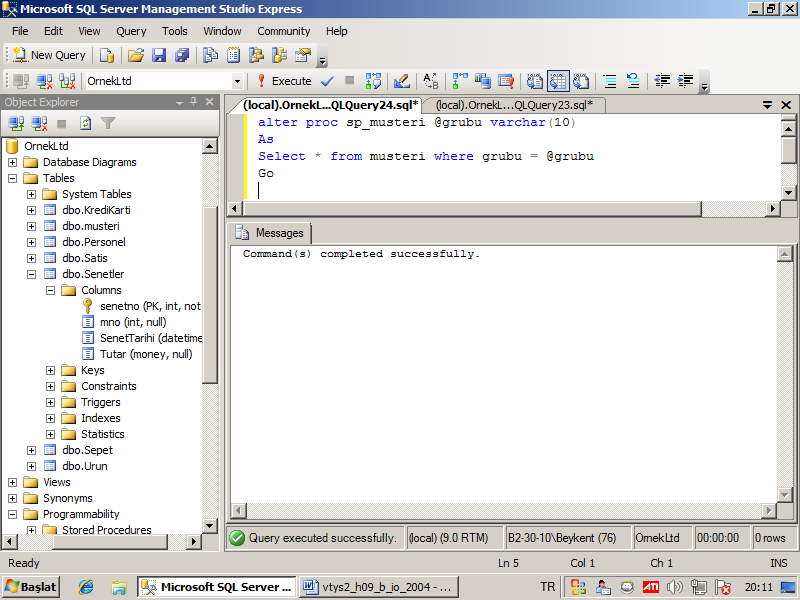 Microsoft SQL Server Management Studio Express
File Edit View Query Tools Window Community Help
New Query
OrnekLtd
Execute
Object Explorer
(local).OrnekL...QLQuery24.sql*
(local).OrnekL...QLQuery23.sql*
OrnekLtd
Database Diagrams
Tables
System Tables
dbo.KrediKarti
dbo.musteri
dbo.Personel
dbo.Satis
dbo.Senetler
Columns
senetno (PK, int, not
mno (int, null)
SenetTarihi (datetime
Tutar (money, null)
Keys
Constraints
Triggers
Indexes
Statistics
dbo.Sepet
dbo.Urun
Views
Synonyms
Programmability
Stored Procedures
alter proc sp_musteri @grubu varchar(10)
As
Select * from musteri where grubu = @grubu
Go
Messages
Command(s) completed successfully.
Query executed successfully.
(local) (9.0 RTM)
B2-30-10\Beykent (76)
OrnekLtd
00:00:00
0 rows
Ready
Ln 5
Col 1
Ch 1
INS
Başlat
Microsoft SQL Server ...
vtys2_h09_b_io_2004 - ...
TR
ATI
20:11